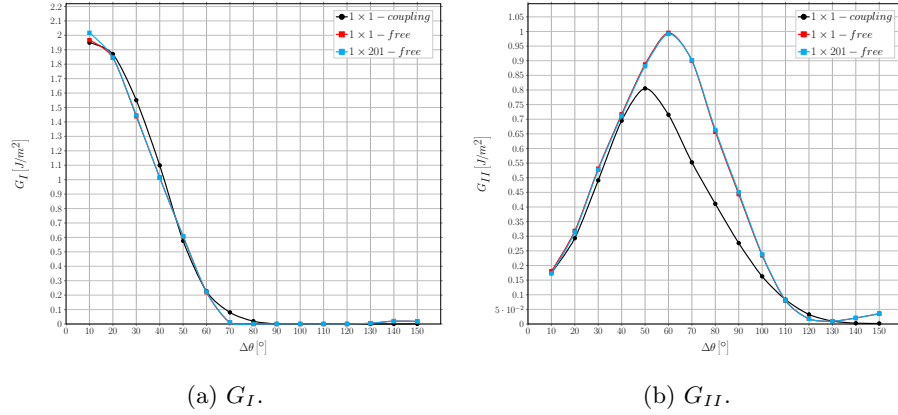 2.2
2.1
2
1.9
1.8
1.7
1.6
1.5
1.4
1.3
1.2
1.1
1
0.9
0.8
0.7
0.6
0.5
0.4
0.3
0.2
0.1
0
G_I [J/m²]
1 × 1 − coupling
1 × 1 − free
1 × 201 − free
10 20 30 40 50 60 70 80 90 100 110 120 130 140 150
Δθ [°]
(a) G_I.
1.05
1
0.95
0.9
0.85
0.8
0.75
0.7
0.65
0.6
0.55
0.5
0.45
0.4
0.35
0.3
0.25
0.2
0.15
0.1
5 · 10⁻²
0
G_II [J/m²]
1 × 1 − coupling
1 × 1 − free
1 × 201 − free
10 20 30 40 50 60 70 80 90 100 110 120 130 140 150
Δθ [°]
(b) G_II.